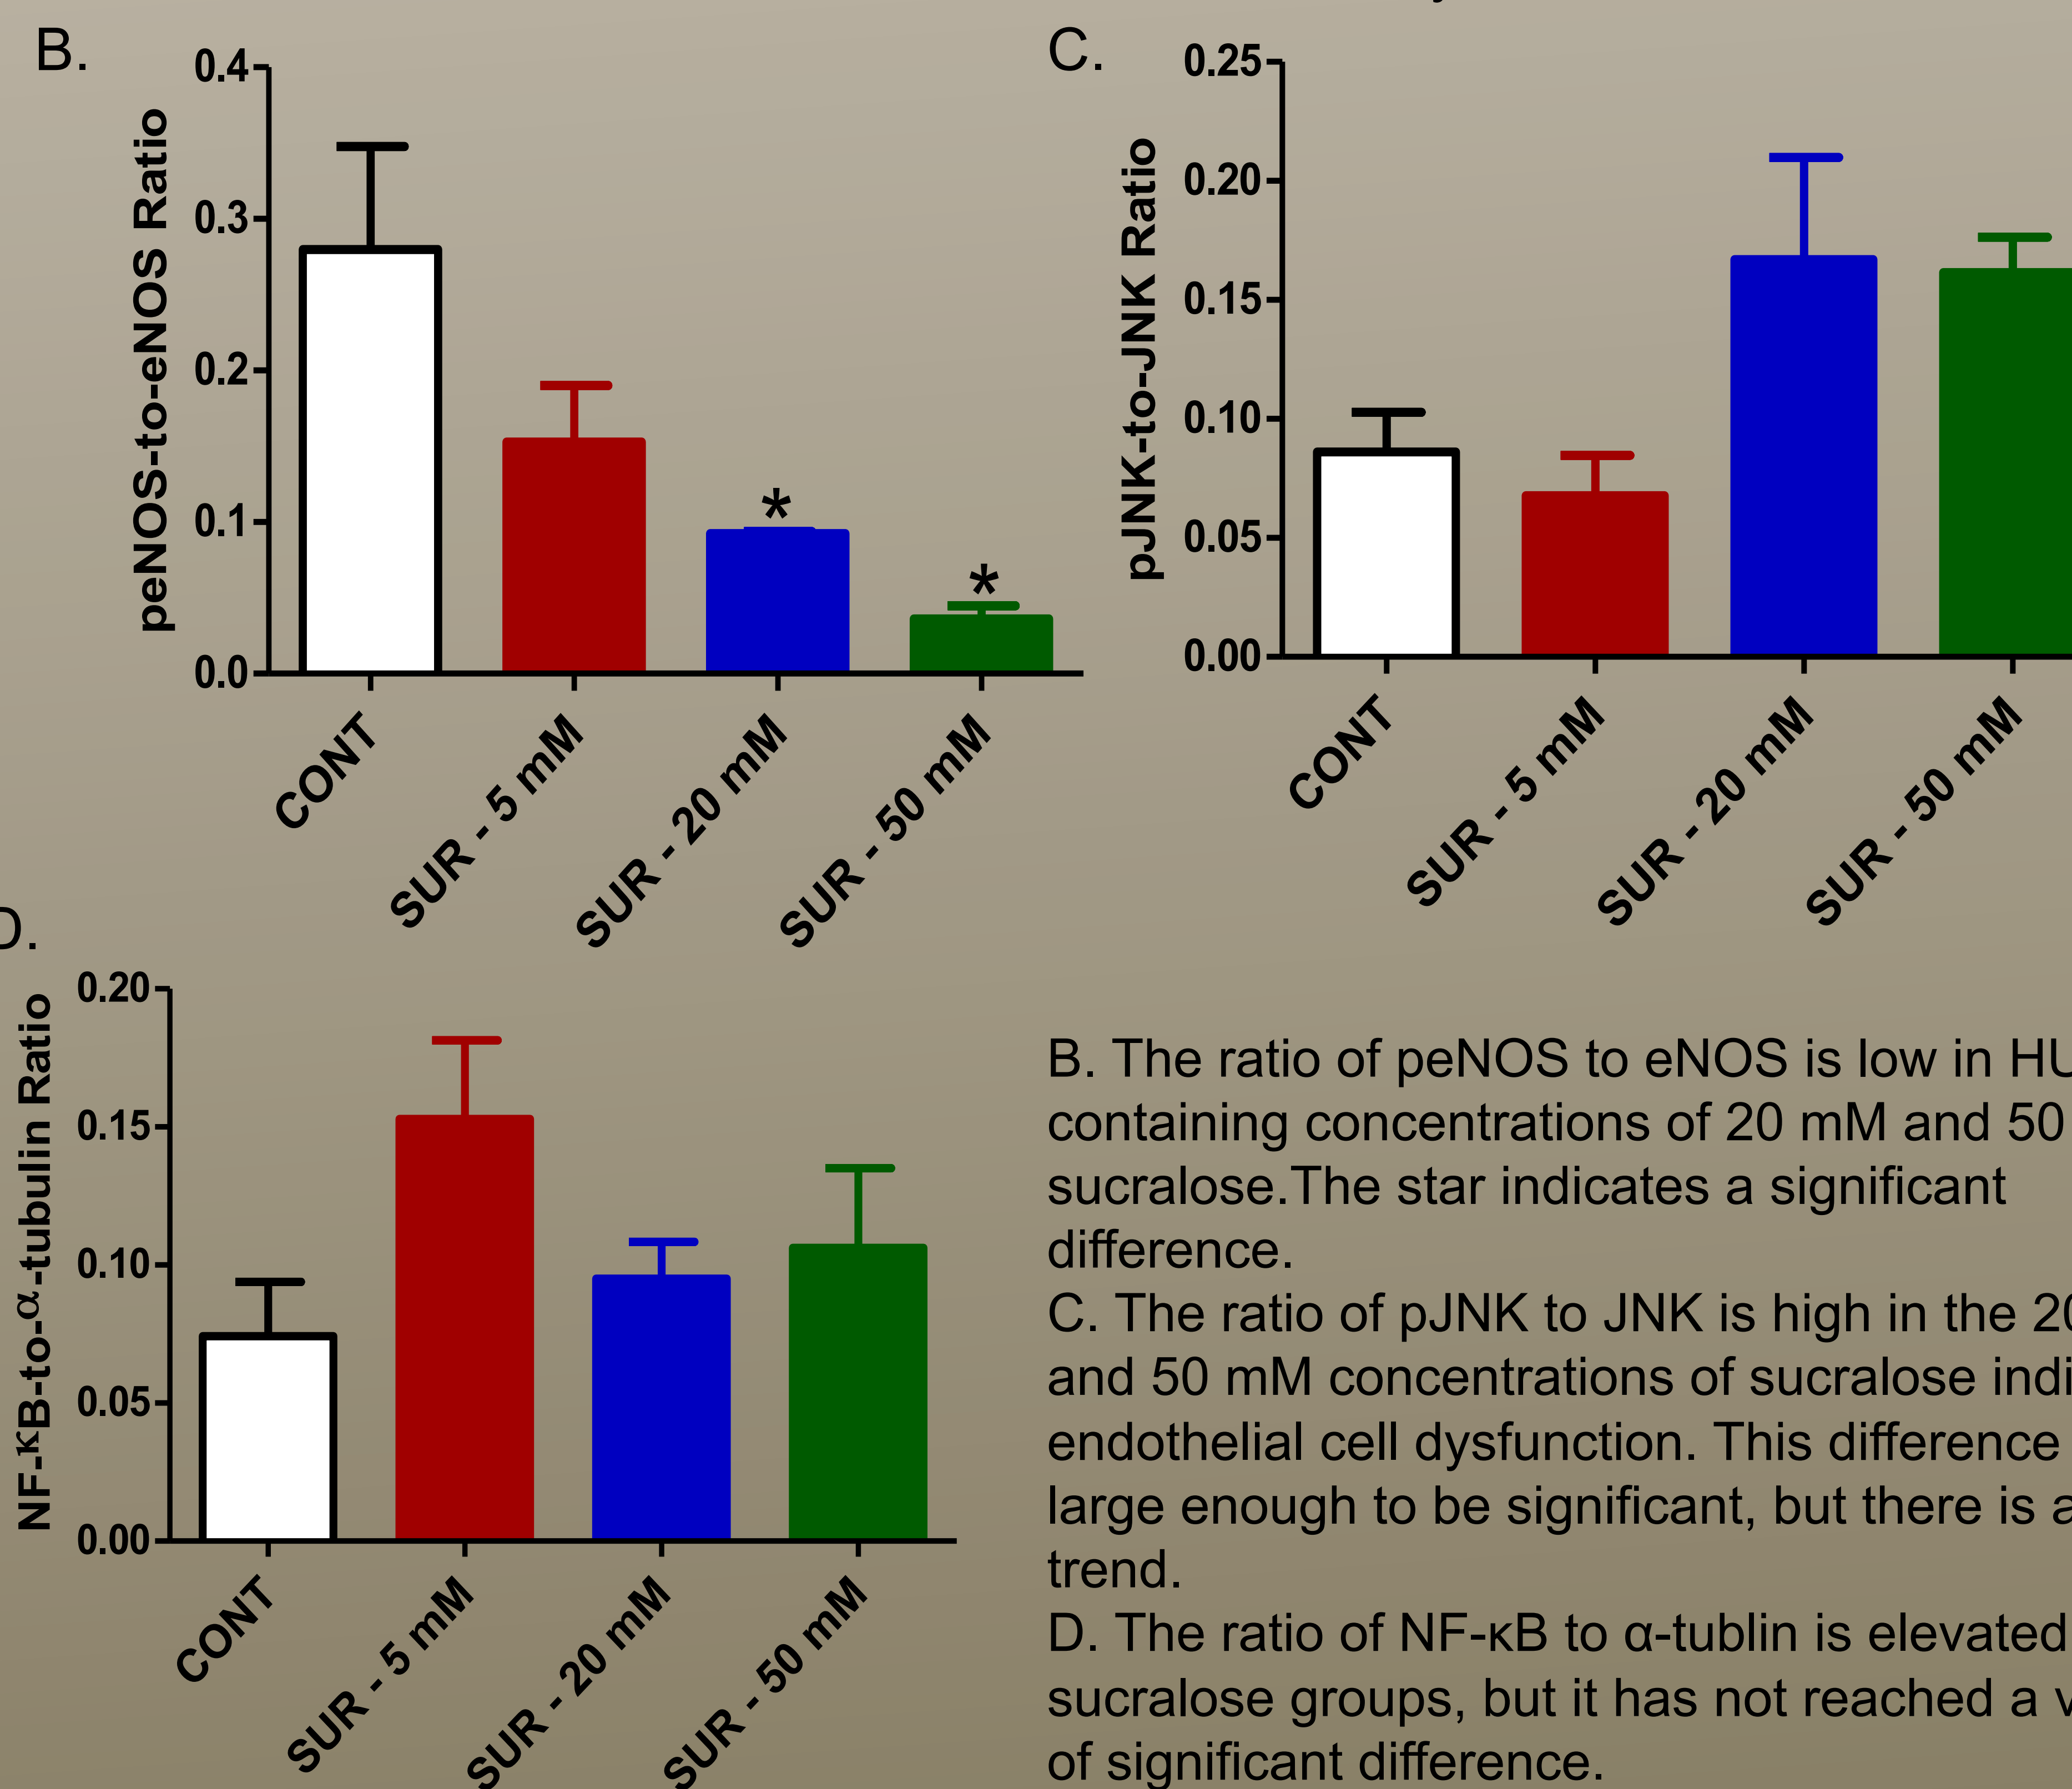 B.
0.4
0.3
0.2
0.1
0.0
peNOS-to-eNOS Ratio
*
*
CONT
SUR - 5 mM
SUR - 20 mM
SUR - 50 mM
C.
0.25
0.20
0.15
0.10
0.05
0.00
pJNK-to-JNK Ratio
CONT
SUR - 5 mM
SUR - 20 mM
SUR - 50 mM
D.
0.20
0.15
0.10
0.05
0.00
NF-κB-to-α-tubulin Ratio
CONT
SUR - 5 mM
SUR - 20 mM
SUR - 50 mM
B. The ratio of peNOS to eNOS is low in
containing concentrations of 20 mM and 50
sucralose.The star indicates a significant
difference.
C. The ratio of pJNK to JNK is high in the
and 50 mM concentrations of sucralose
endothelial cell dysfunction. This difference
large enough to be significant, but there is a
trend.
D. The ratio of NF-κB to α-tublin is elevated
sucralose groups, but it has not reached a
of significant difference.